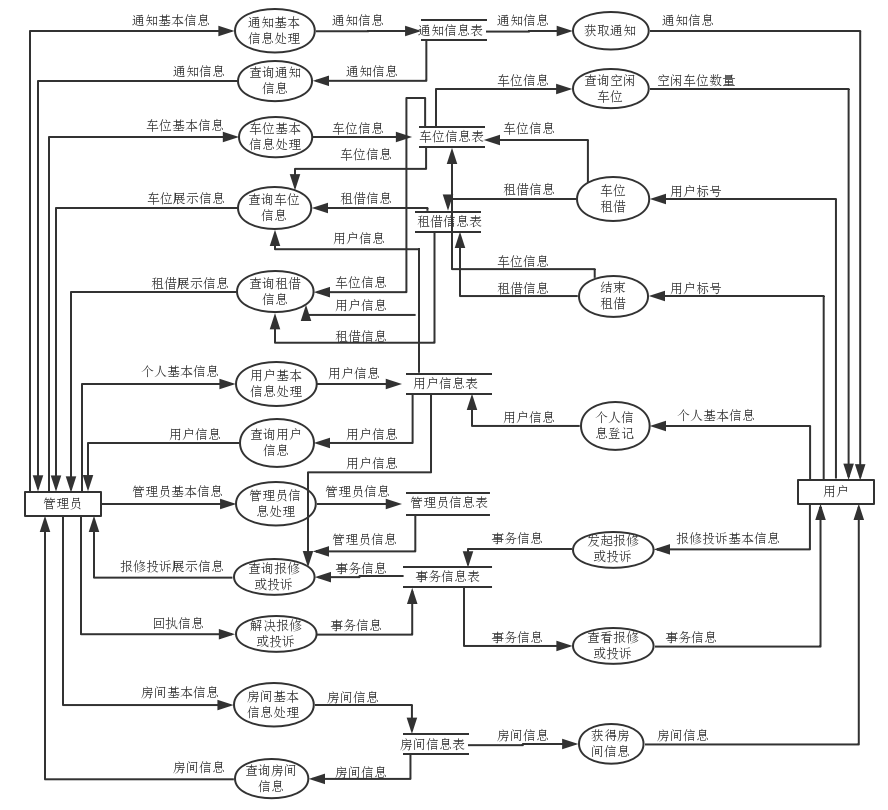 通知基本信息
通知基本
信息处理
通知信息
通知信息表
通知信息
获取通知
通知信息
通知信息
查询通知
信息
通知信息
车位信息
查询空闲
车位
空闲车位数量
车位基本信息
车位基本
信息处理
车位信息
车位信息表
车位信息
车位信息
车位展示信息
查询车位
信息
租借信息
租借信息表
租借信息
车位
租借
用户标号
用户信息
租借展示信息
查询租借
信息
车位信息
用户信息
租借信息
车位信息
租借信息
结束
租借
用户标号
个人基本信息
用户基本
信息处理
用户信息
用户信息表
用户信息
个人信
息登记
个人基本信息
用户信息
查询用户
信息
用户信息
用户信息
管理员
管理员基本信息
管理员信
息处理
管理员信息
管理员信息表
用户
管理员信息
事务信息
发起报修
或投诉
报修投诉基本信息
报修投诉展示信息
查询报修
或投诉
事务信息
事务信息表
回执信息
解决报修
或投诉
事务信息
事务信息
查看报修
或投诉
事务信息
房间基本信息
房间基本
信息处理
房间信息
房间信息表
房间信息
获得房
间信息
房间信息
房间信息
查询房间
信息
房间信息